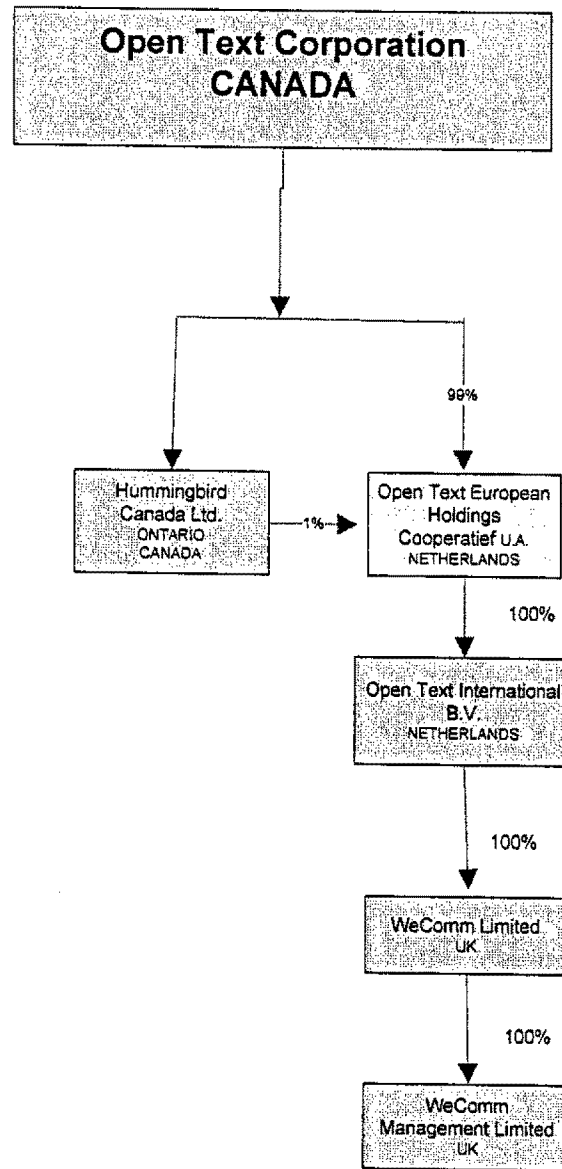 Open Text Corporation
CANADA
99%
Hummingbird
Canada Ltd.
ONTARIO
CANADA
1%
Open Text European
Holdings
Cooperatief U.A.
NETHERLANDS
100%
Open Text International
B.V.
NETHERLANDS
100%
WeComm Limited
UK
100%
WeComm
Management Limited
UK